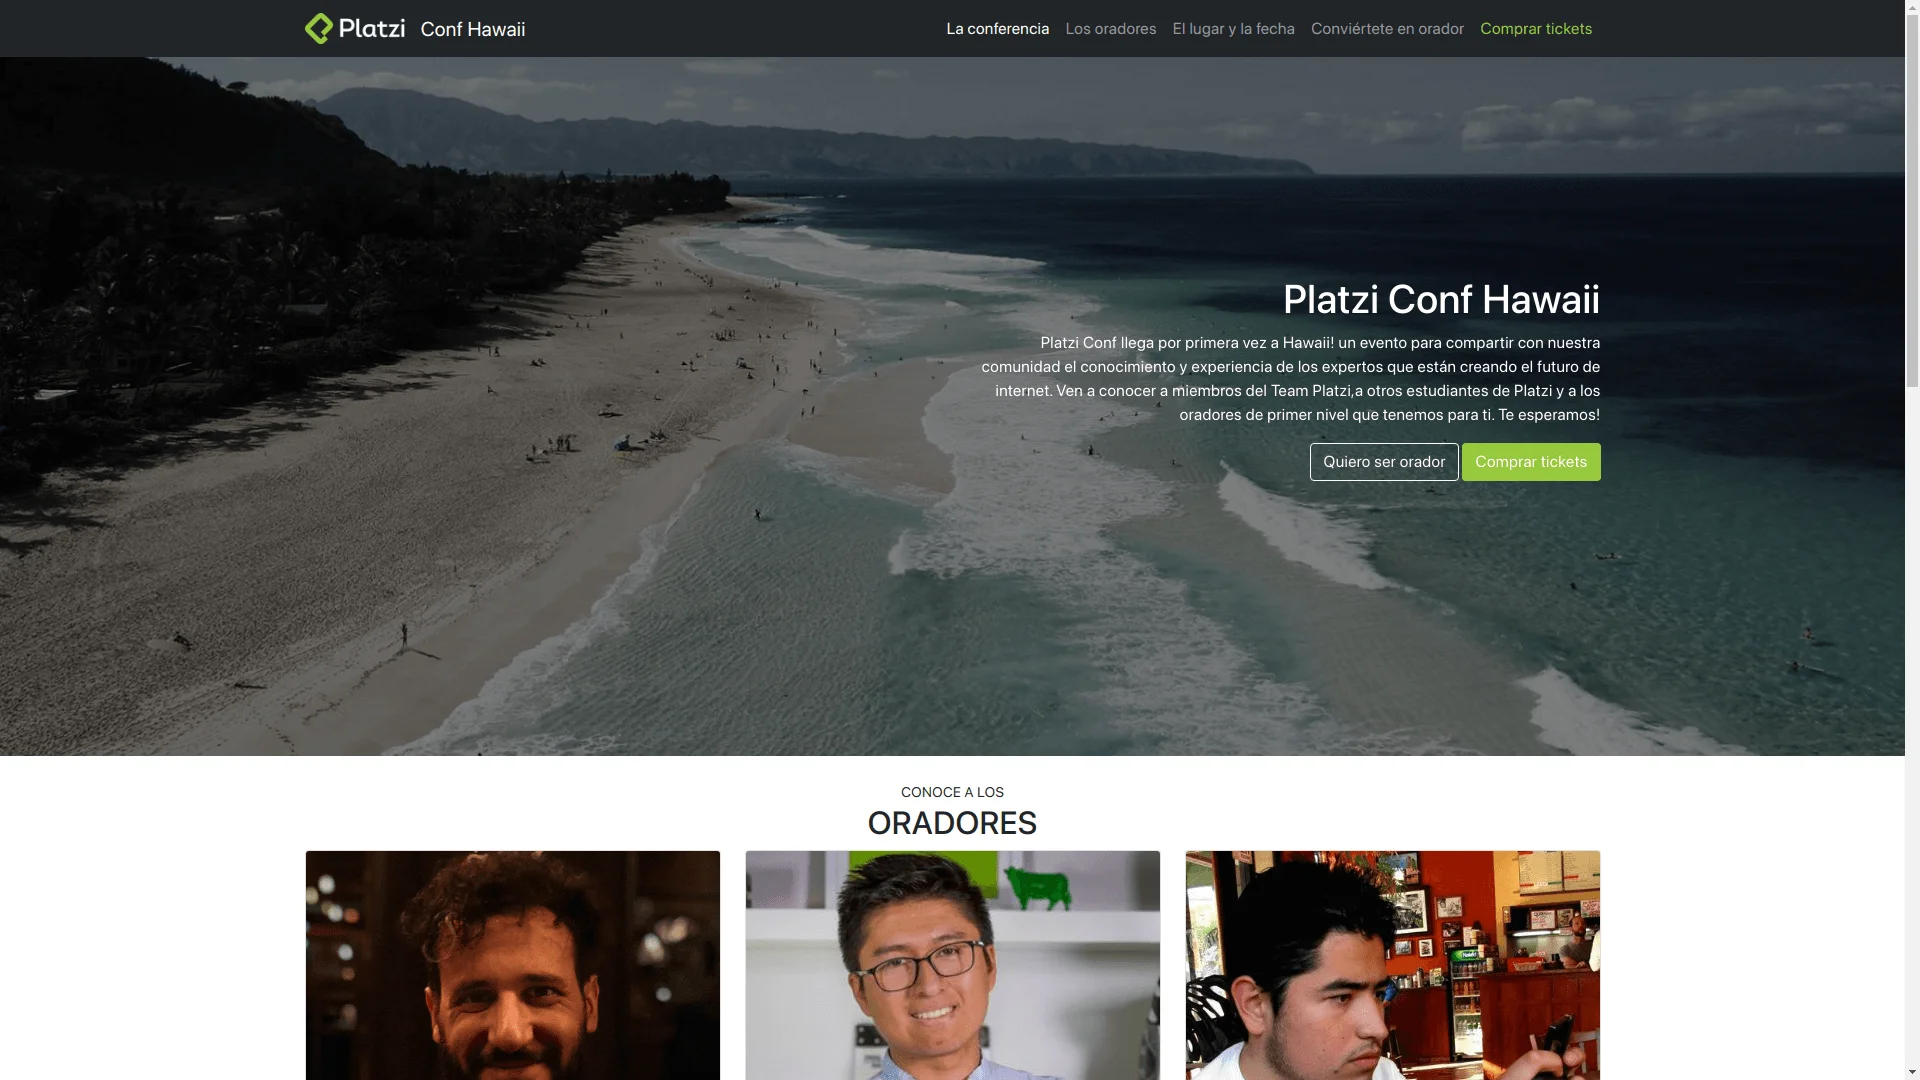 Platzi Conf Hawaii
La conferencia Los oradores El lugar y la fecha Conviértete en orador Comprar tickets
Platzi Conf Hawaii
Platzi Conf llega por primera vez a Hawaii! un evento para compartir con nuestra
comunidad el conocimiento y experiencia de los expertos que están creando el futuro de
internet. Ven a conocer a miembros del Team Platzi,a otros estudiantes de Platzi y a los
oradores de primer nivel que tenemos para ti. Te esperamos!
Quiero ser orador Comprar tickets
CONOCE A LOS
ORADORES